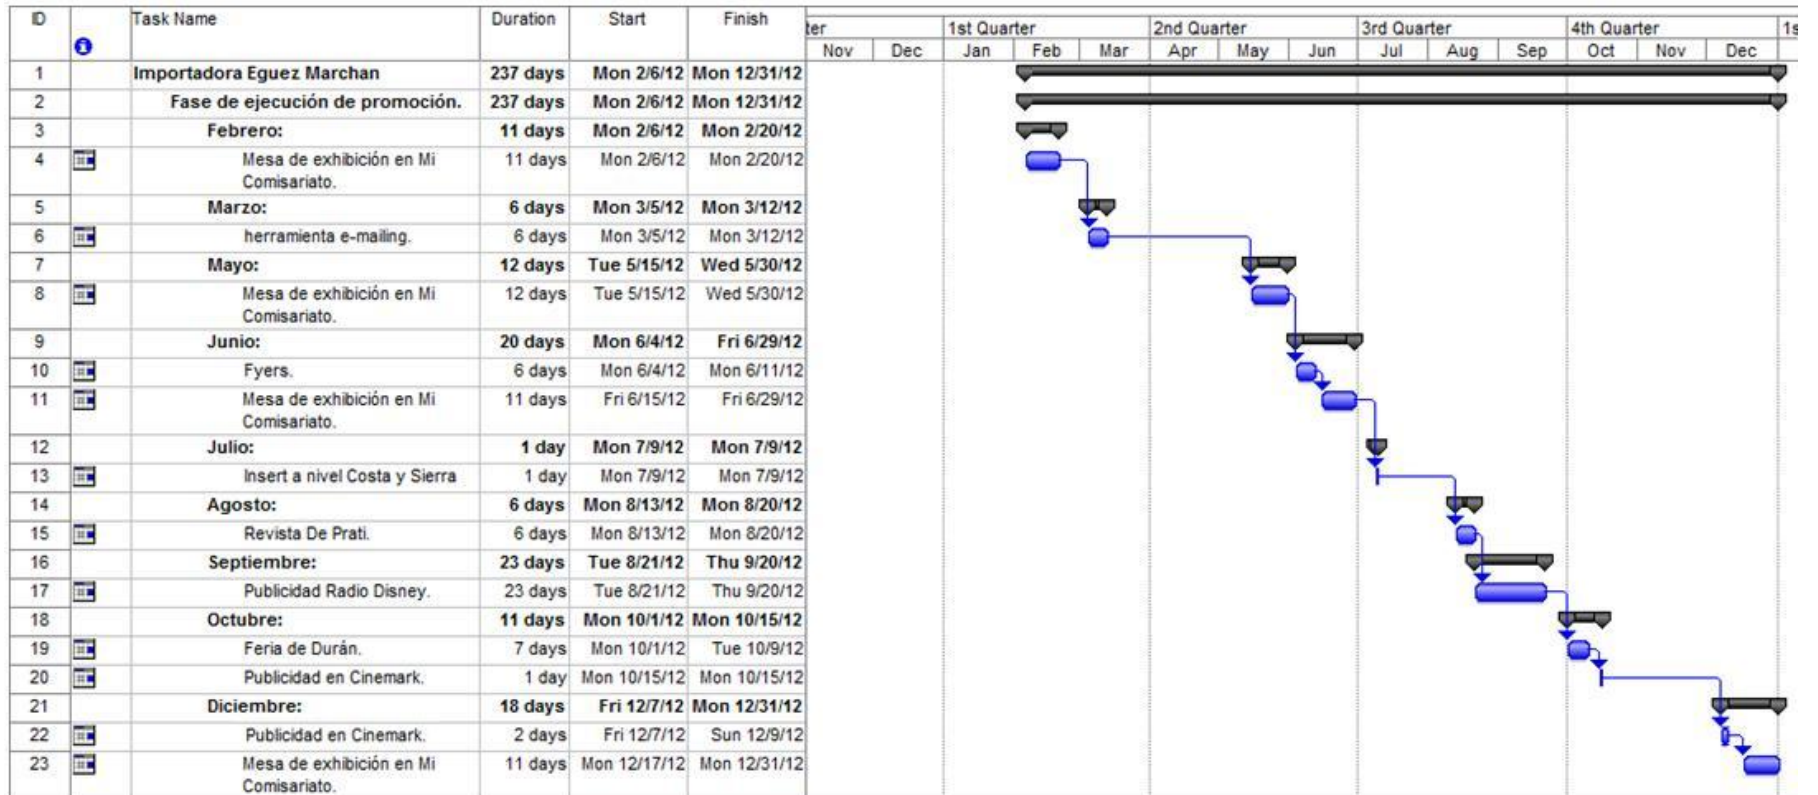 ID Task Name Duration Start Finish ter 1st Quarter 2nd Quarter 3rd Quarter 4th Quarter 1s
Nov Dec Jan Feb Mar Apr May Jun Jul Aug Sep Oct Nov Dec
1 Importadora Eguez Marchan 237 days Mon 2/6/12 Mon 12/31/12
2 Fase de ejecución de promoción. 237 days Mon 2/6/12 Mon 12/31/12
3 Febrero: 11 days Mon 2/6/12 Mon 2/20/12
4 Mesa de exhibición en Mi 11 days Mon 2/6/12 Mon 2/20/12
Comisariato.
5 Marzo: 6 days Mon 3/5/12 Mon 3/12/12
6 herramienta e-mailing. 6 days Mon 3/5/12 Mon 3/12/12
7 Mayo: 12 days Tue 5/15/12 Wed 5/30/12
8 Mesa de exhibición en Mi 12 days Tue 5/15/12 Wed 5/30/12
Comisariato.
9 Junio: 20 days Mon 6/4/12 Fri 6/29/12
10 Fyers. 6 days Mon 6/4/12 Mon 6/11/12
11 Mesa de exhibición en Mi 11 days Fri 6/15/12 Fri 6/29/12
Comisariato.
12 Julio: 1 day Mon 7/9/12 Mon 7/9/12
13 Insert a nivel Costa y Sierra 1 day Mon 7/9/12 Mon 7/9/12
14 Agosto: 6 days Mon 8/13/12 Mon 8/20/12
15 Revista De Prati. 6 days Mon 8/13/12 Mon 8/20/12
16 Septiembre: 23 days Tue 8/21/12 Thu 9/20/12
17 Publicidad Radio Disney. 23 days Tue 8/21/12 Thu 9/20/12
18 Octubre: 11 days Mon 10/1/12 Mon 10/15/12
19 Feria de Durán. 7 days Mon 10/1/12 Tue 10/9/12
20 Publicidad en Cinemark. 1 day Mon 10/15/12 Mon 10/15/12
21 Diciembre: 18 days Fri 12/7/12 Mon 12/31/12
22 Publicidad en Cinemark. 2 days Fri 12/7/12 Sun 12/9/12
23 Mesa de exhibición en Mi 11 days Mon 12/17/12 Mon 12/31/12
Comisariato.